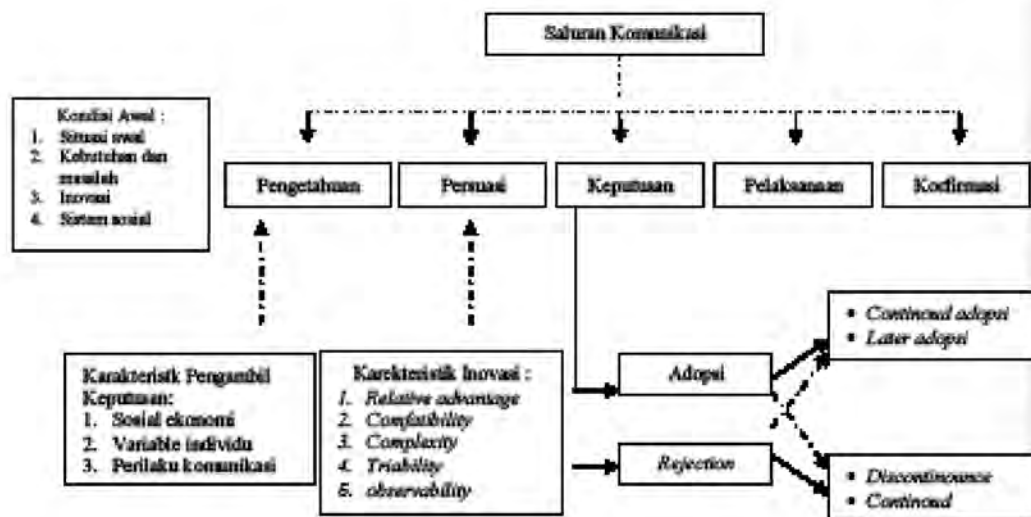 Saluran Komunikasi
Kondisi Awal :
1. Situasi awal
2. Kebutuhan dan
masalah
3. Inovasi
4. Sistem sosial
Pengetahuan
Persuasi
Keputusan
Pelaksanaan
Konfirmasi
Karakteristik Pengambil
Keputusan:
1. Sosial ekonomi
2. Variable individu
3. Perilaku komunikasi
Karekteristik Inovasi :
1. Relative advantage
2. Comfatibility
3. Complexity
4. Triability
5. observability
Adopsi
Rejection
• Continoud adopsi
• Later adopsi
• Discontinounce
• Continoud